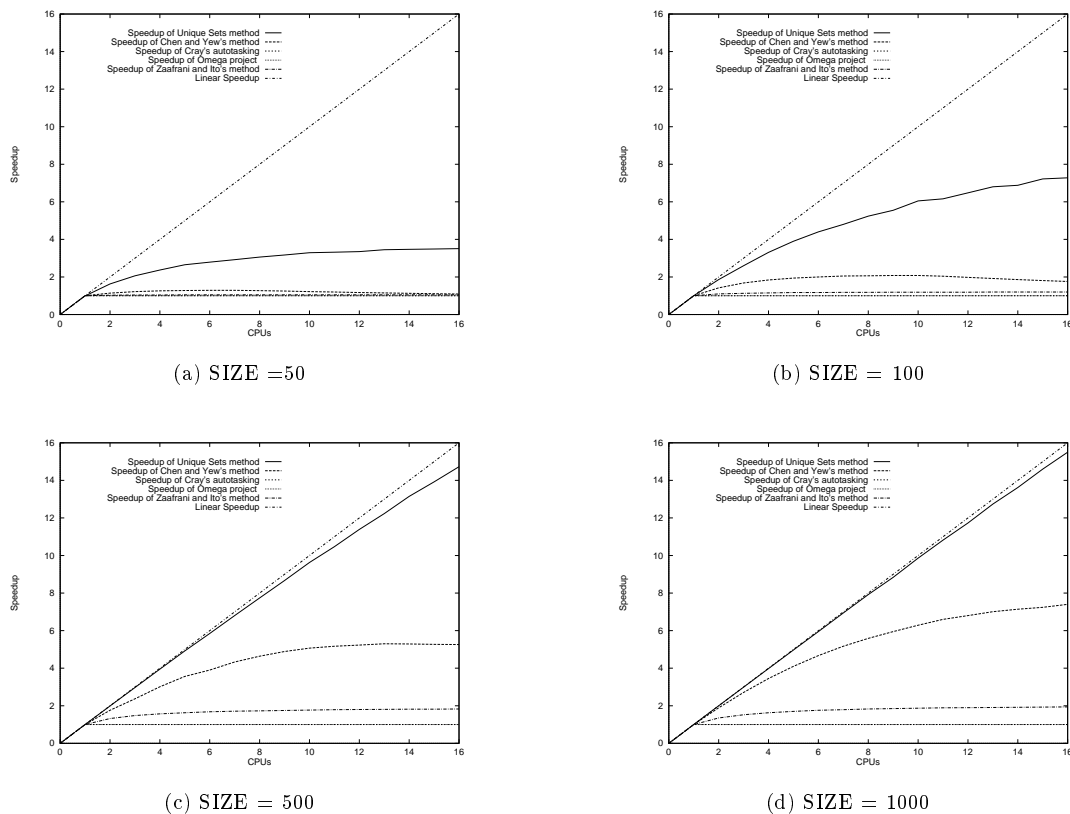 16
14
12
10
8
6
4
2
0
Speedup
Speedup of Unique Sets method
Speedup of Chen and Yew's method
Speedup of Cray's autotasking
Speedup of Omega project
Speedup of Zaafrani and Ito's method
Linear Speedup
0 2 4 6 8 10 12 14 16
CPUs
(a) SIZE =50
16
14
12
10
8
6
4
2
0
Speedup
Speedup of Unique Sets method
Speedup of Chen and Yew's method
Speedup of Cray's autotasking
Speedup of Omega project
Speedup of Zaafrani and Ito's method
Linear Speedup
0 2 4 6 8 10 12 14 16
CPUs
(b) SIZE = 100
16
14
12
10
8
6
4
2
0
Speedup
Speedup of Unique Sets method
Speedup of Chen and Yew's method
Speedup of Cray's autotasking
Speedup of Omega project
Speedup of Zaafrani and Ito's method
Linear Speedup
0 2 4 6 8 10 12 14 16
CPUs
(c) SIZE = 500
16
14
12
10
8
6
4
2
0
Speedup
Speedup of Unique Sets method
Speedup of Chen and Yew's method
Speedup of Cray's autotasking
Speedup of Omega project
Speedup of Zaafrani and Ito's method
Linear Speedup
0 2 4 6 8 10 12 14 16
CPUs
(d) SIZE = 1000